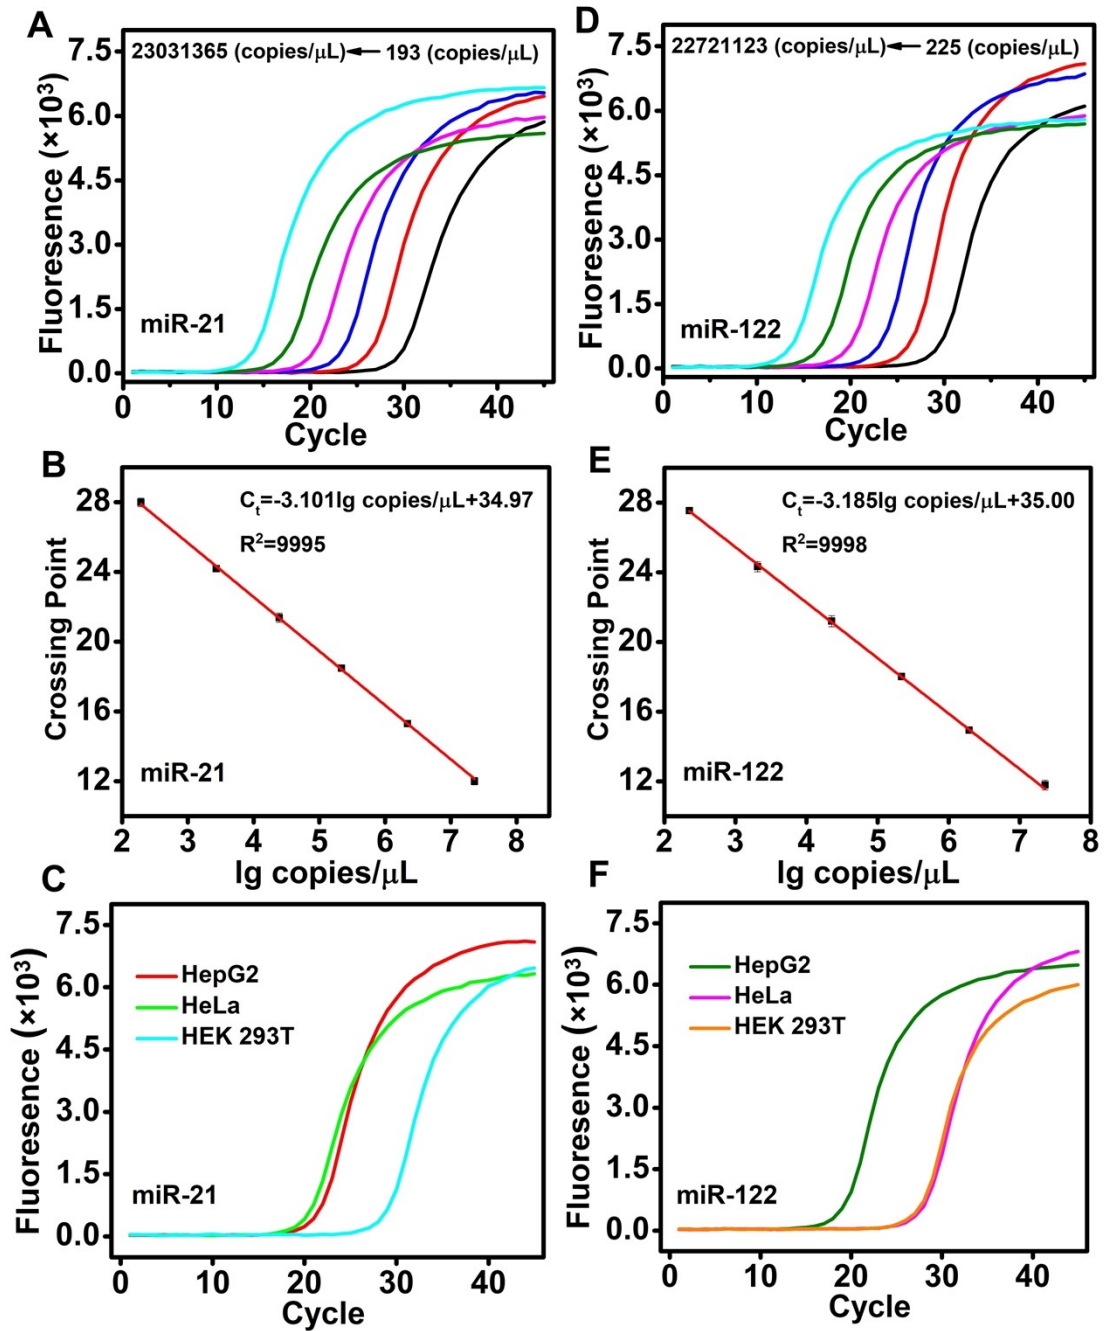 A
23031365 (copies/μL) ← 193 (copies/μL)
7.5
6.0
4.5
3.0
1.5
0.0
Fluoresence (×10³)
miR-21
0 10 20 30 40
Cycle
D
22721123 (copies/μL) ← 225 (copies/μL)
7.5
6.0
4.5
3.0
1.5
0.0
Fluoresence (×10³)
miR-122
0 10 20 30 40
Cycle
B
28
24
20
16
12
Crossing Point
Cₜ=-3.101lg copies/μL+34.97
R²=9995
miR-21
2 3 4 5 6 7 8
lg copies/μL
E
28
24
20
16
12
Crossing Point
Cₜ=-3.185lg copies/μL+35.00
R²=9998
miR-122
2 3 4 5 6 7 8
lg copies/μL
C
7.5
6.0
4.5
3.0
1.5
0.0
Fluoresence (×10³)
HepG2
HeLa
HEK 293T
miR-21
0 10 20 30 40
Cycle
F
7.5
6.0
4.5
3.0
1.5
0.0
Fluoresence (×10³)
HepG2
HeLa
HEK 293T
miR-122
0 10 20 30 40
Cycle